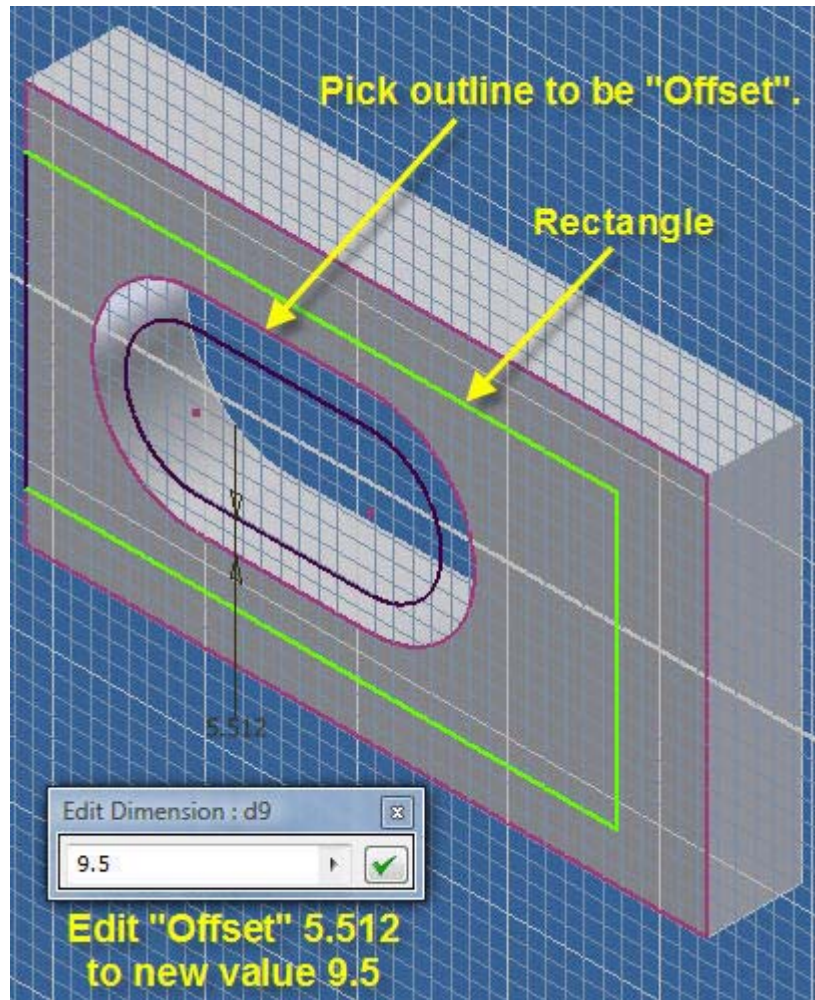 Pick outline to be "Offset".
Rectangle
5.512
Edit Dimension : d9
9.5
Edit "Offset" 5.512
to new value 9.5